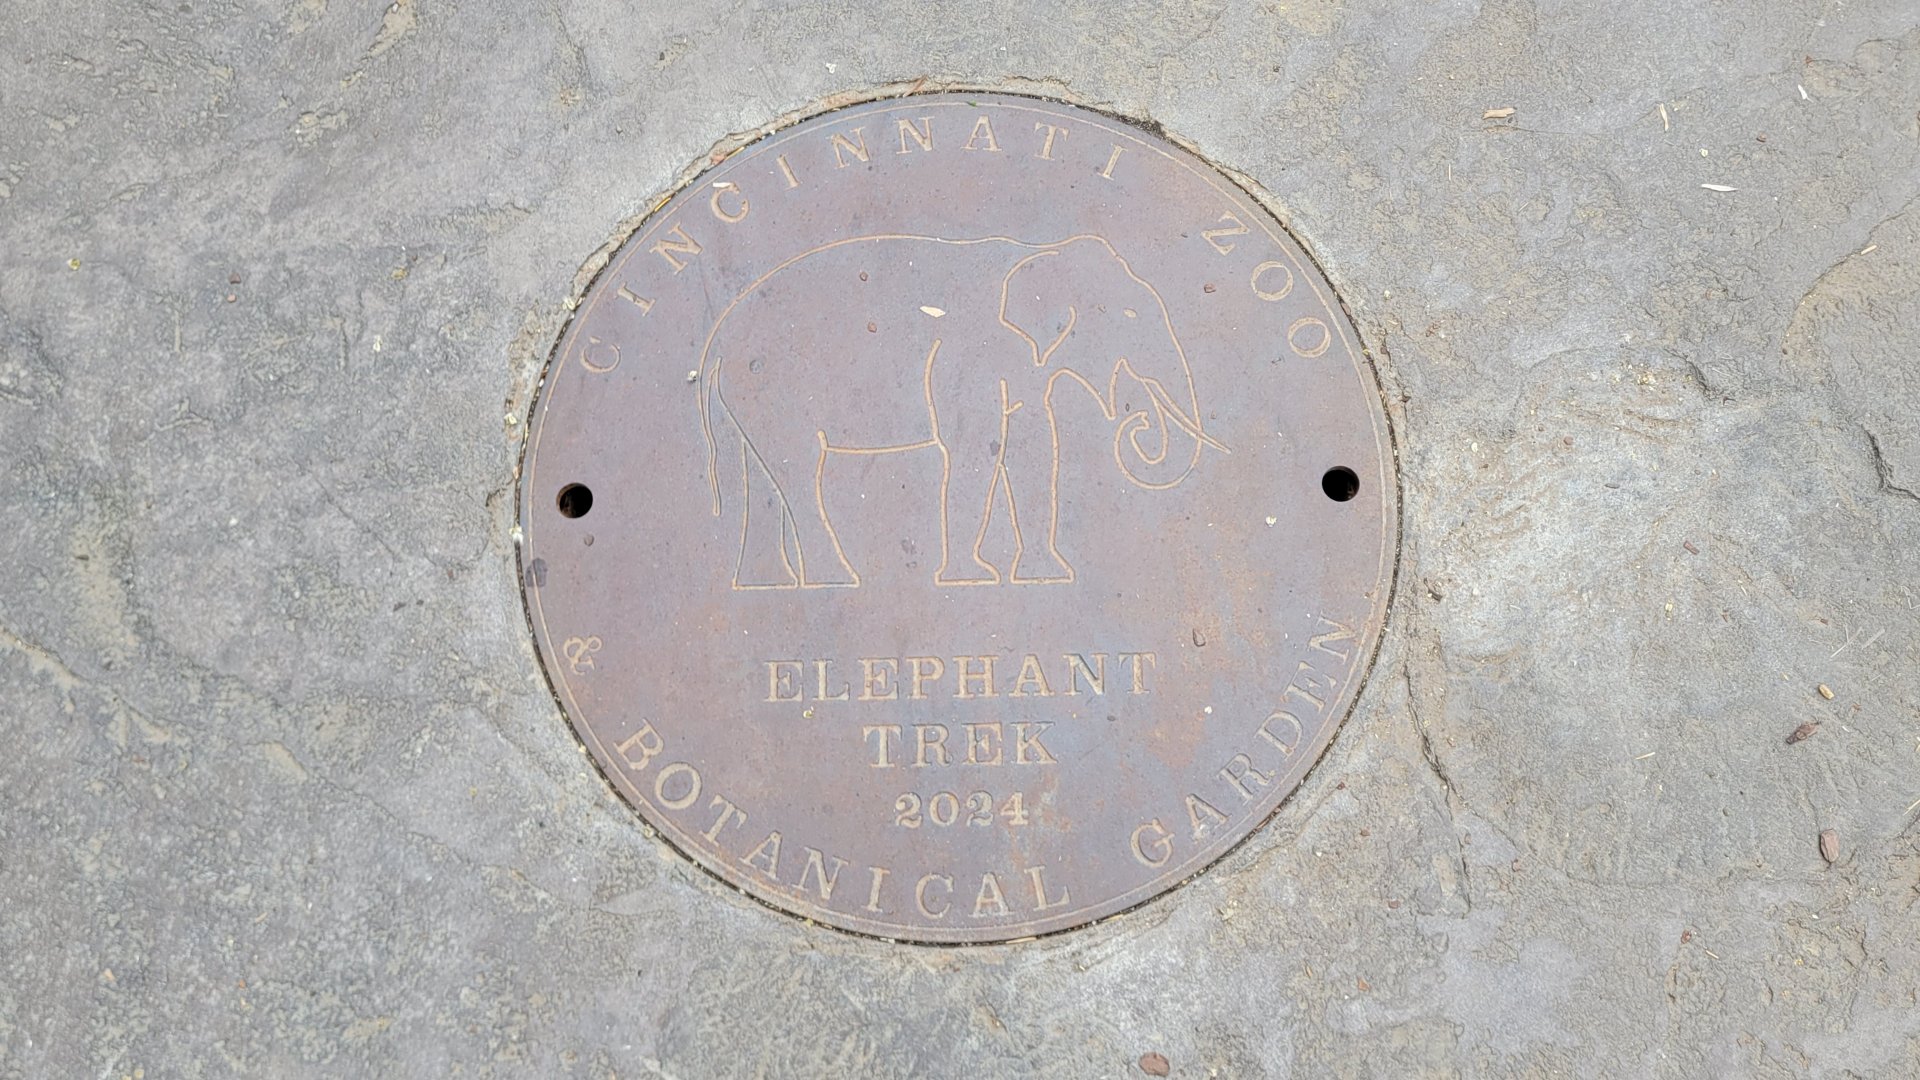 CINCINNATI ZOO
ELEPHANT
TREK
2024
& BOTANICAL GARDEN